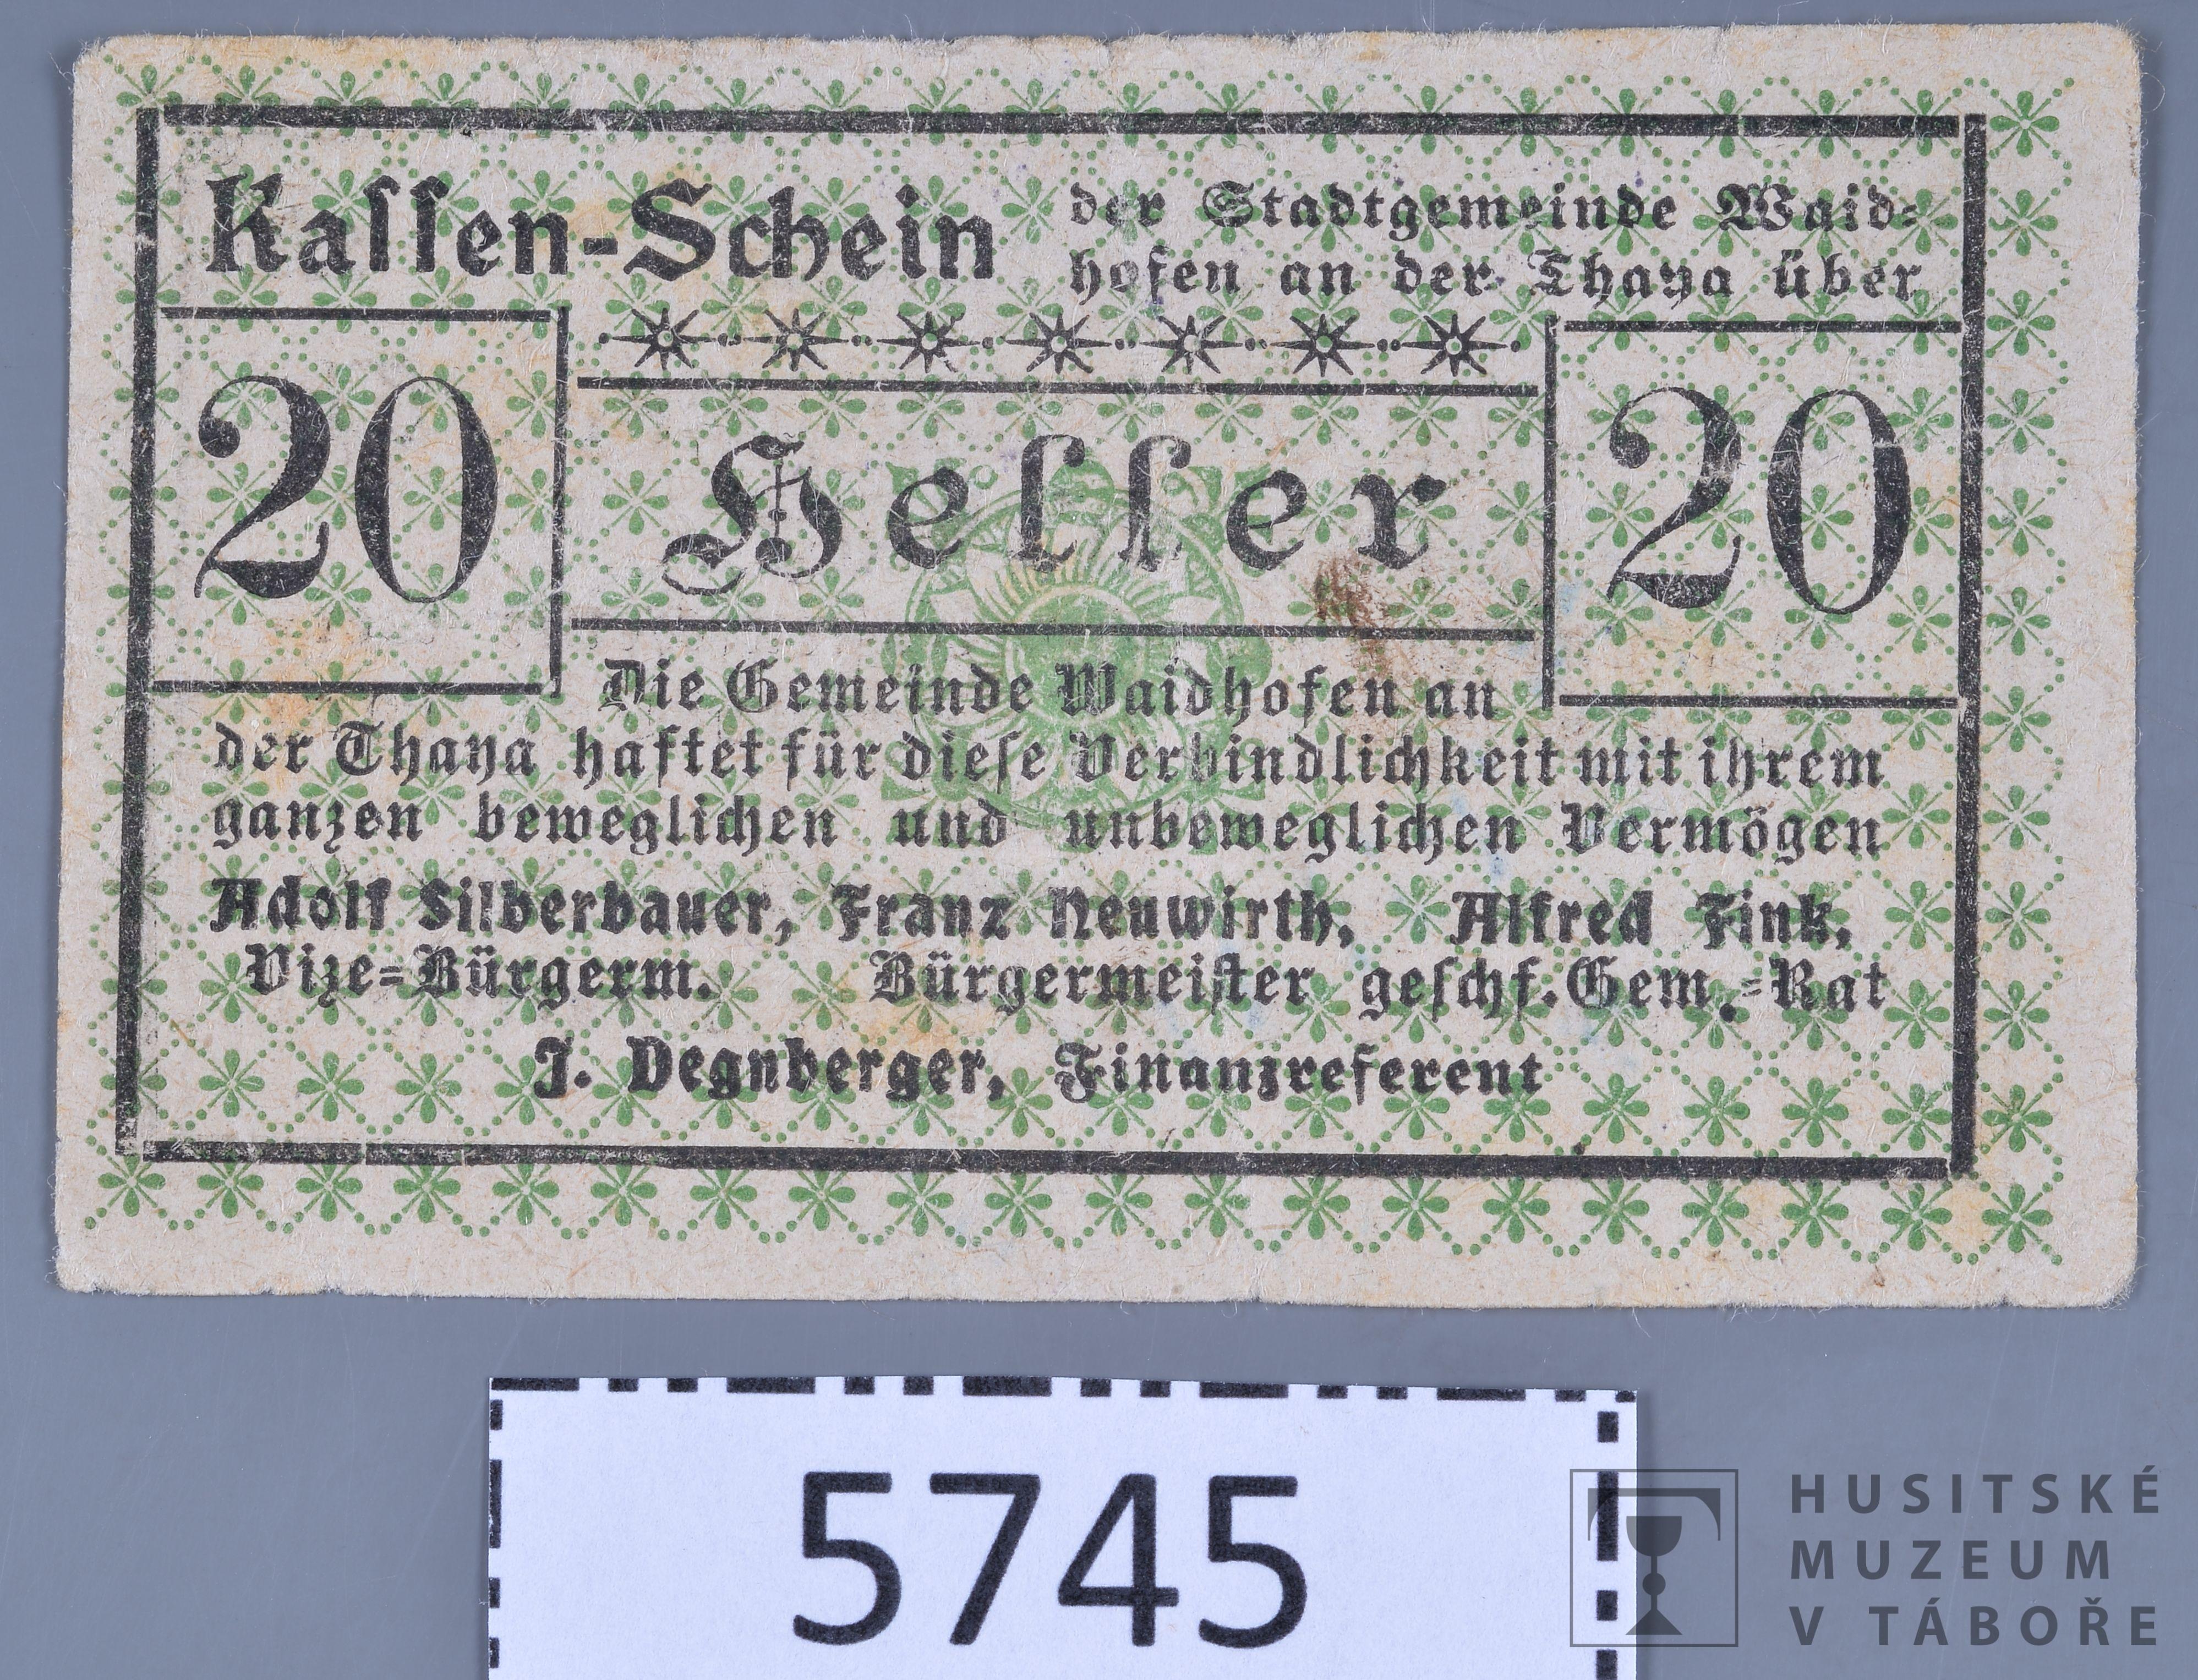 Kaſſen-Schein
der Stadtgemeinde Waid-
hofen an der Thaya über
20
Heller
20
Die Gemeinde Waidhofen an
der Thaya haftet für dieſe Verbindlichkeit mit ihrem
ganzen beweglichen und unbeweglichen Vermögen
Adolf Silberbauer, Franz Neuwirth, Alfred Fink,
Vize-Bürgerm. Bürgermeiſter geſchf. Gem.-Rat
J. Degnberger, Finanzreferent
5745
HUSITSKÉ
MUZEUM
V TÁBOŘE